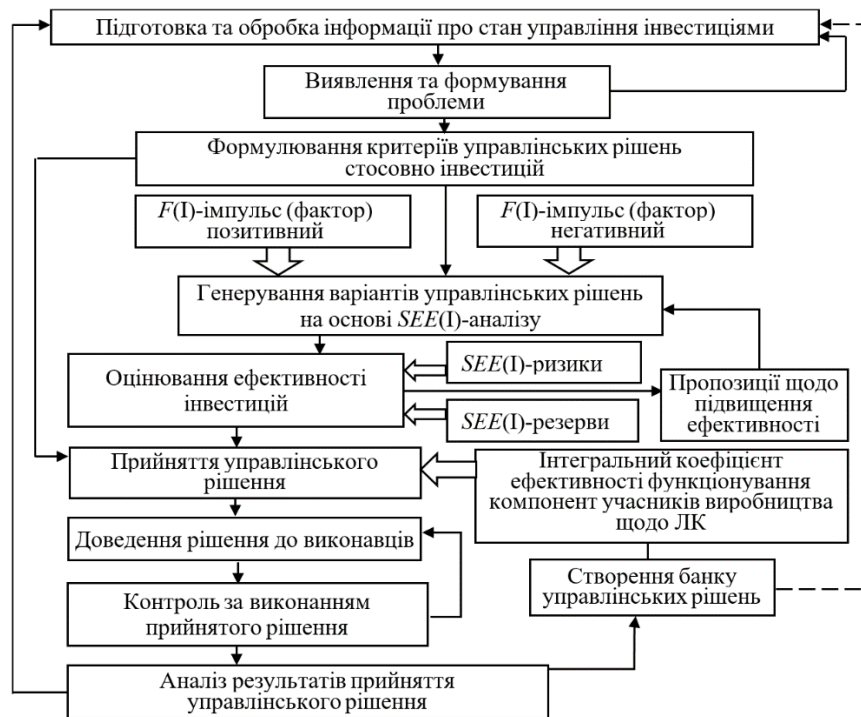 Підготовка та обробка інформації про стан управління інвестиціями
Виявлення та формування
проблеми
Формулювання критеріїв управлінських рішень
стосовно інвестицій
F(I)-імпульс (фактор)
позитивний
F(I)-імпульс (фактор)
негативний
Генерування варіантів управлінських рішень
на основі SEE(I)-аналізу
Оцінювання ефективності
інвестицій
SEE(I)-ризики
SEE(I)-резерви
Пропозиції щодо
підвищення
ефективності
Прийняття управлінського
рішення
Інтегральний коефіцієнт
ефективності функціонування
компонент учасників виробництва
щодо ЛК
Доведення рішення до виконавців
Створення банку
управлінських рішень
Контроль за виконанням
прийнятого рішення
Аналіз результатів прийняття
управлінського рішення